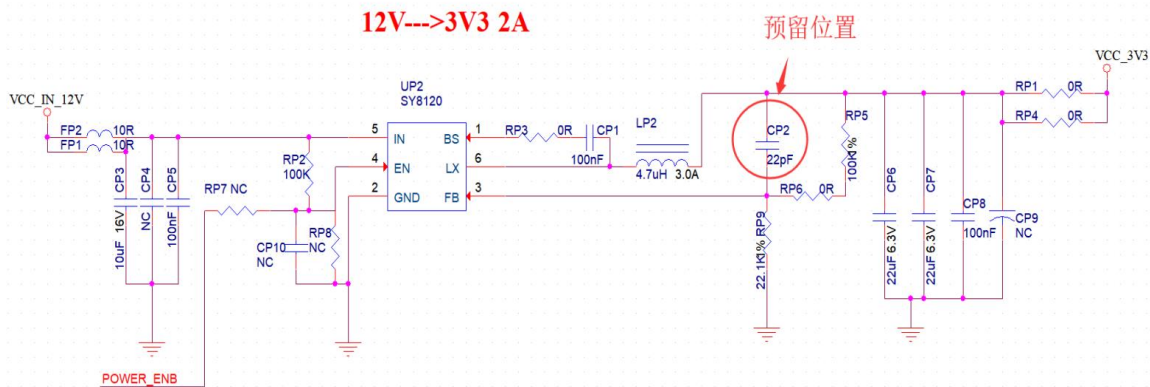 12V--->3V3 2A
预留位置
VCC_IN_12V
VCC_3V3
UP2
SY8120
FP2
10R
FP1
10R
5
IN
BS
1
4
EN
LX
6
2
GND
FB
3
RP3
0R
CP1
100nF
LP2
4.7uH
3.0A
CP2
22pF
RP5
100K1%
RP6
0R
RP9
22.1K1%
RP1
0R
RP4
0R
RP2
100K
RP7 NC
RP8
NC
CP10
NC
CP3
10uF 16V
CP4
NC
CP5
100nF
CP6
22uF 6.3V
CP7
22uF 6.3V
CP8
100nF
CP9
NC
POWER_ENB